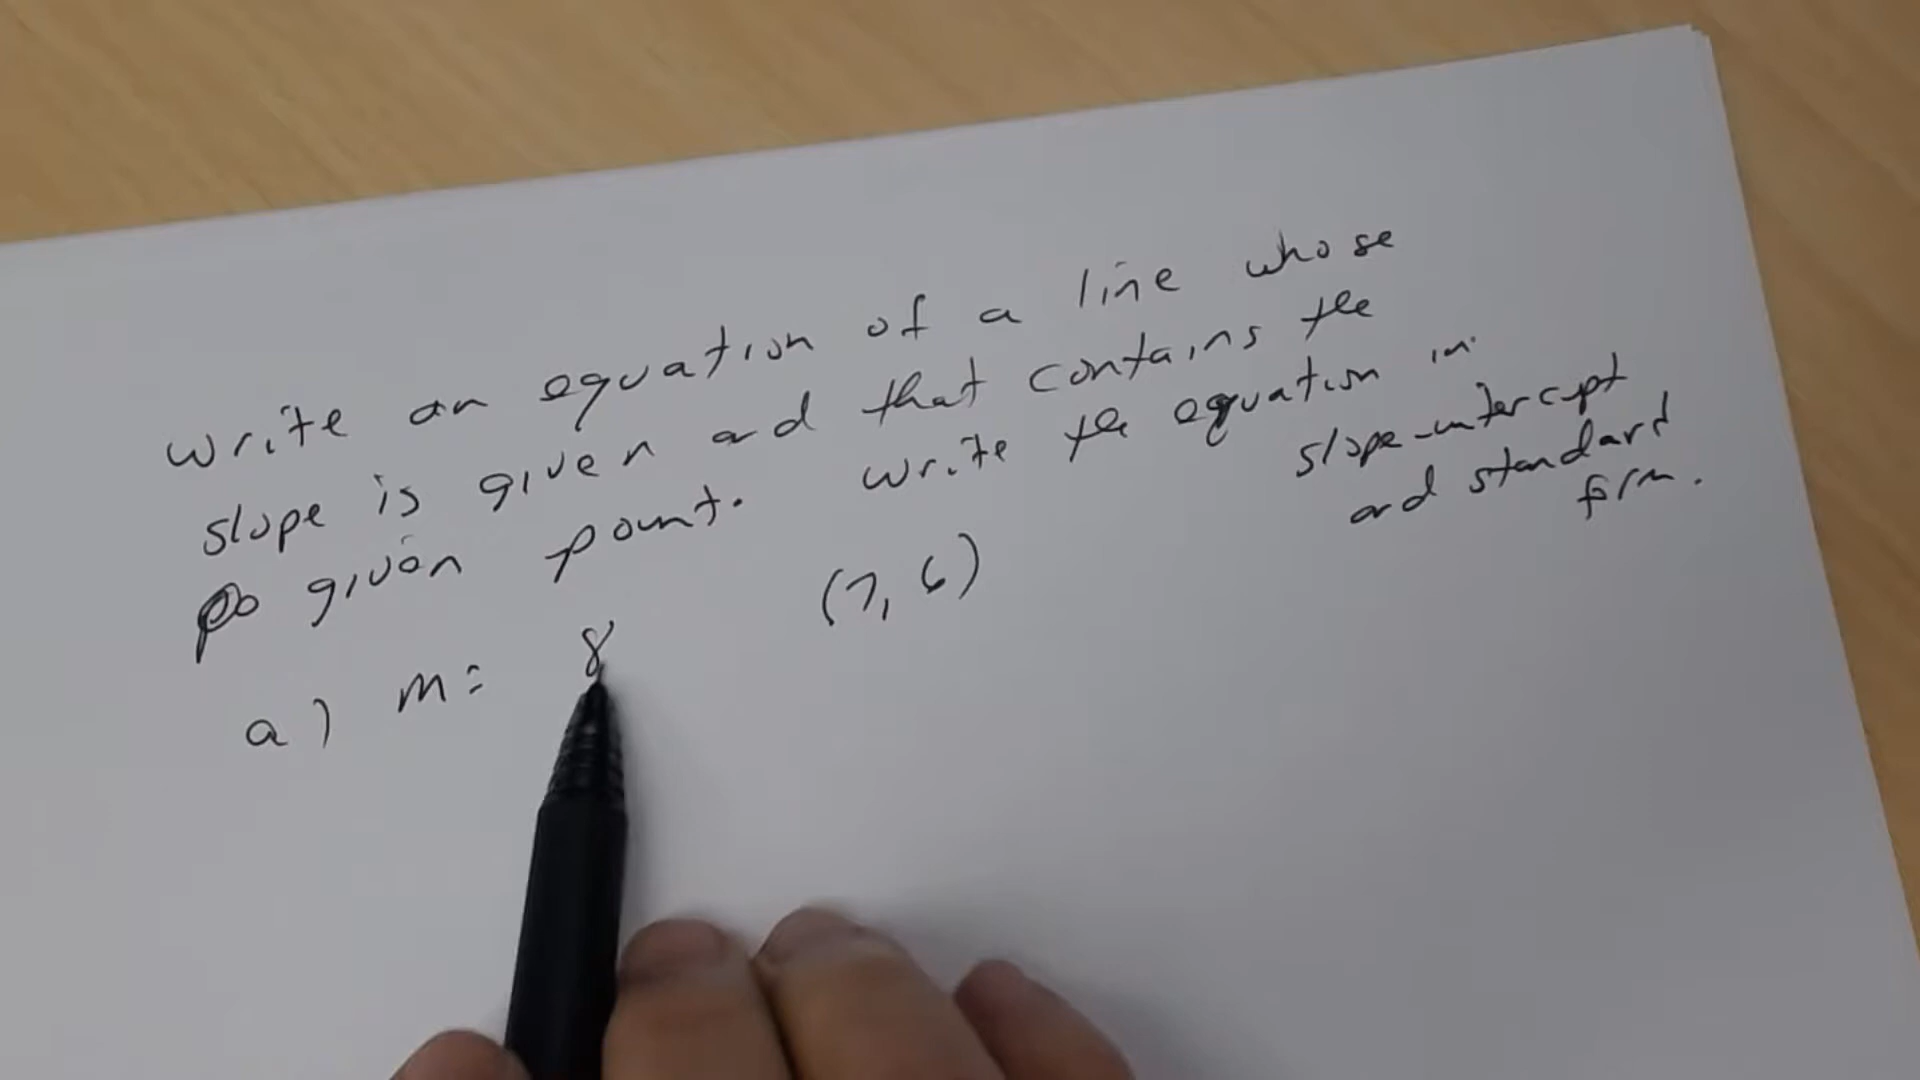 write an equation of a line whose
slope is given and that contains the
given point. write the equation in
slope-intercept
and standard
form.
a) m = 8 (7, 6)